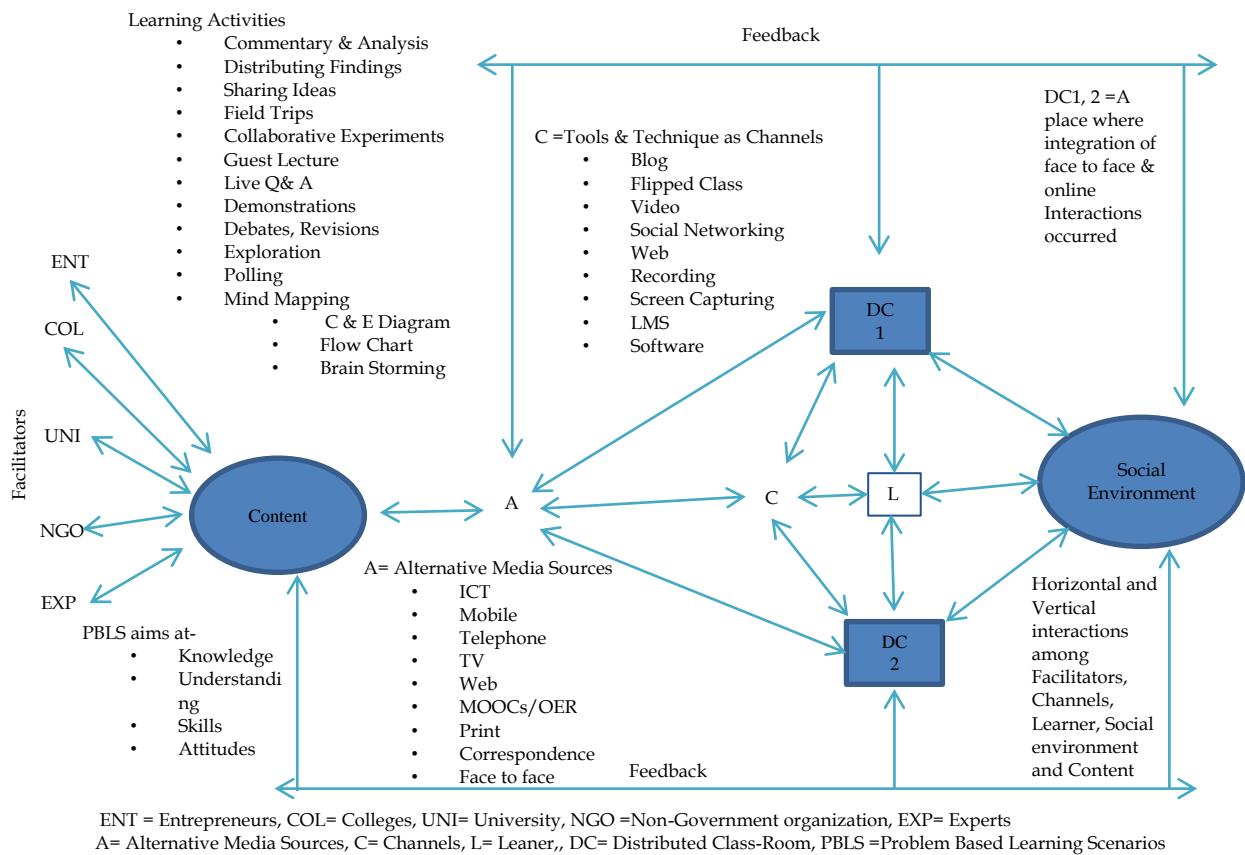 Learning Activities
• Commentary & Analysis
• Distributing Findings
• Sharing Ideas
• Field Trips
• Collaborative Experiments
• Guest Lecture
• Live Q& A
• Demonstrations
• Debates, Revisions
• Exploration
• Polling
• Mind Mapping
• C & E Diagram
• Flow Chart
• Brain Storming
Feedback
C =Tools & Technique as Channels
• Blog
• Flipped Class
• Video
• Social Networking
• Web
• Recording
• Screen Capturing
• LMS
• Software
DC1, 2 =A
place where
integration of
face to face &
online
Interactions
occurred
Facilitators
ENT
COL
UNI
NGO
EXP
Content
A
C
L
DC
1
DC
2
Social
Environment
PBLS aims at-
• Knowledge
• Understandi
ng
• Skills
• Attitudes
A= Alternative Media Sources
• ICT
• Mobile
• Telephone
• TV
• Web
• MOOCs/OER
• Print
• Correspondence
• Face to face
Feedback
Horizontal and
Vertical
interactions
among
Facilitators,
Channels,
Learner, Social
environment
and Content
ENT = Entrepreneurs, COL= Colleges, UNI= University, NGO =Non-Government organization, EXP= Experts
A= Alternative Media Sources, C= Channels, L= Leaner,, DC= Distributed Class-Room, PBLS =Problem Based Learning Scenarios